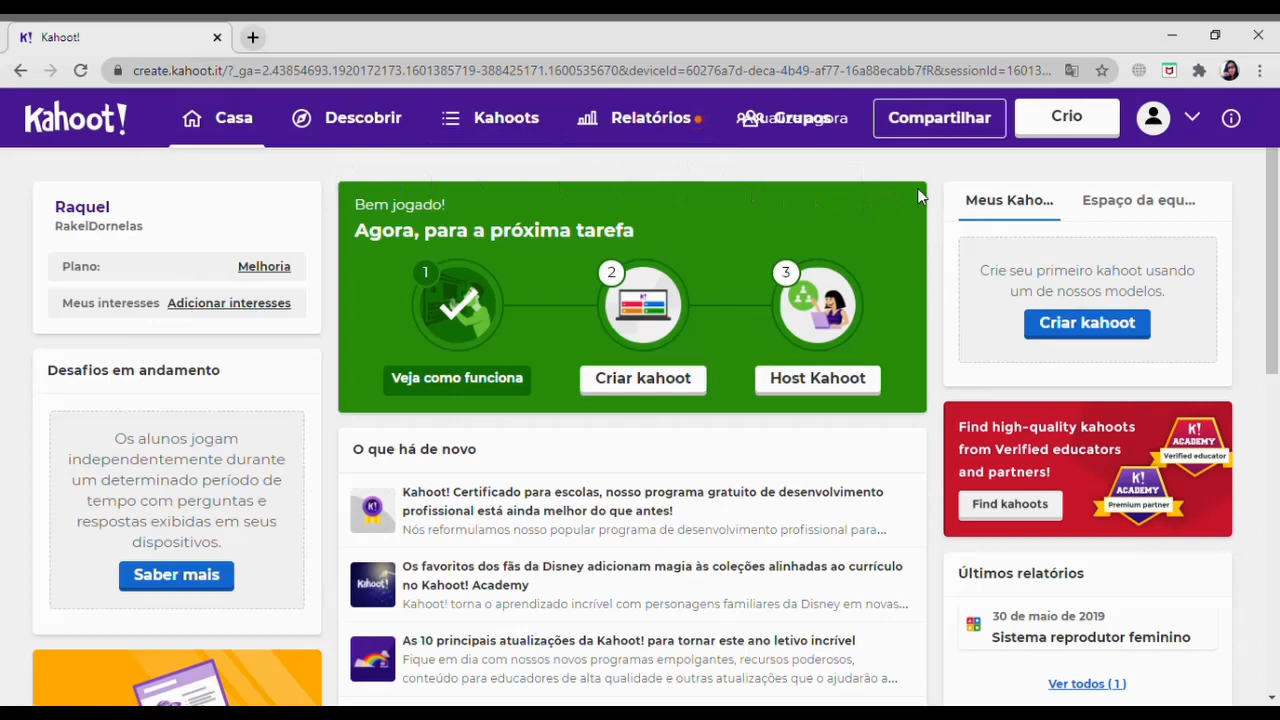 K! Kahoot!
create.kahoot.it/?_ga=2.43854693.1920172173.1601385719-388425171.1600535670&deviceId=60276a7d-deca-4b49-af77-16a88ecabb7fR&sessionId=16013...
Kahoot!
Casa
Descobrir
Kahoots
Relatórios
Grupos
Compartilhar
Crio
Raquel
RakelDornelas
Plano: Melhoria
Meus interesses Adicionar interesses
Desafios em andamento
Os alunos jogam
independentemente durante
um determinado período de
tempo com perguntas e
respostas exibidas em seus
dispositivos.
Saber mais
Bem jogado!
Agora, para a próxima tarefa
1
2
3
Veja como funciona
Criar kahoot
Host Kahoot
O que há de novo
K!
Kahoot! Certificado para escolas, nosso programa gratuito de desenvolvimento
profissional está ainda melhor do que antes!
Nós reformulamos nosso popular programa de desenvolvimento profissional para...
Kahoot!
Os favoritos dos fãs da Disney adicionam magia às coleções alinhadas ao currículo
no Kahoot! Academy
Kahoot! torna o aprendizado incrível com personagens familiares da Disney em novas...
As 10 principais atualizações da Kahoot! para tornar este ano letivo incrível
Fique em dia com nossos novos programas empolgantes, recursos poderosos,
conteúdo para educadores de alta qualidade e outras atualizações que o ajudarão a...
Meus Kaho...
Espaço da equ...
Crie seu primeiro kahoot usando
um de nossos modelos.
Criar kahoot
Find high-quality kahoots
from Verified educators
and partners!
Find kahoots
K!
ACADEMY
Verified educator
K!
ACADEMY
Premium partner
Últimos relatórios
30 de maio de 2019
Sistema reprodutor feminino
Ver todos (1)